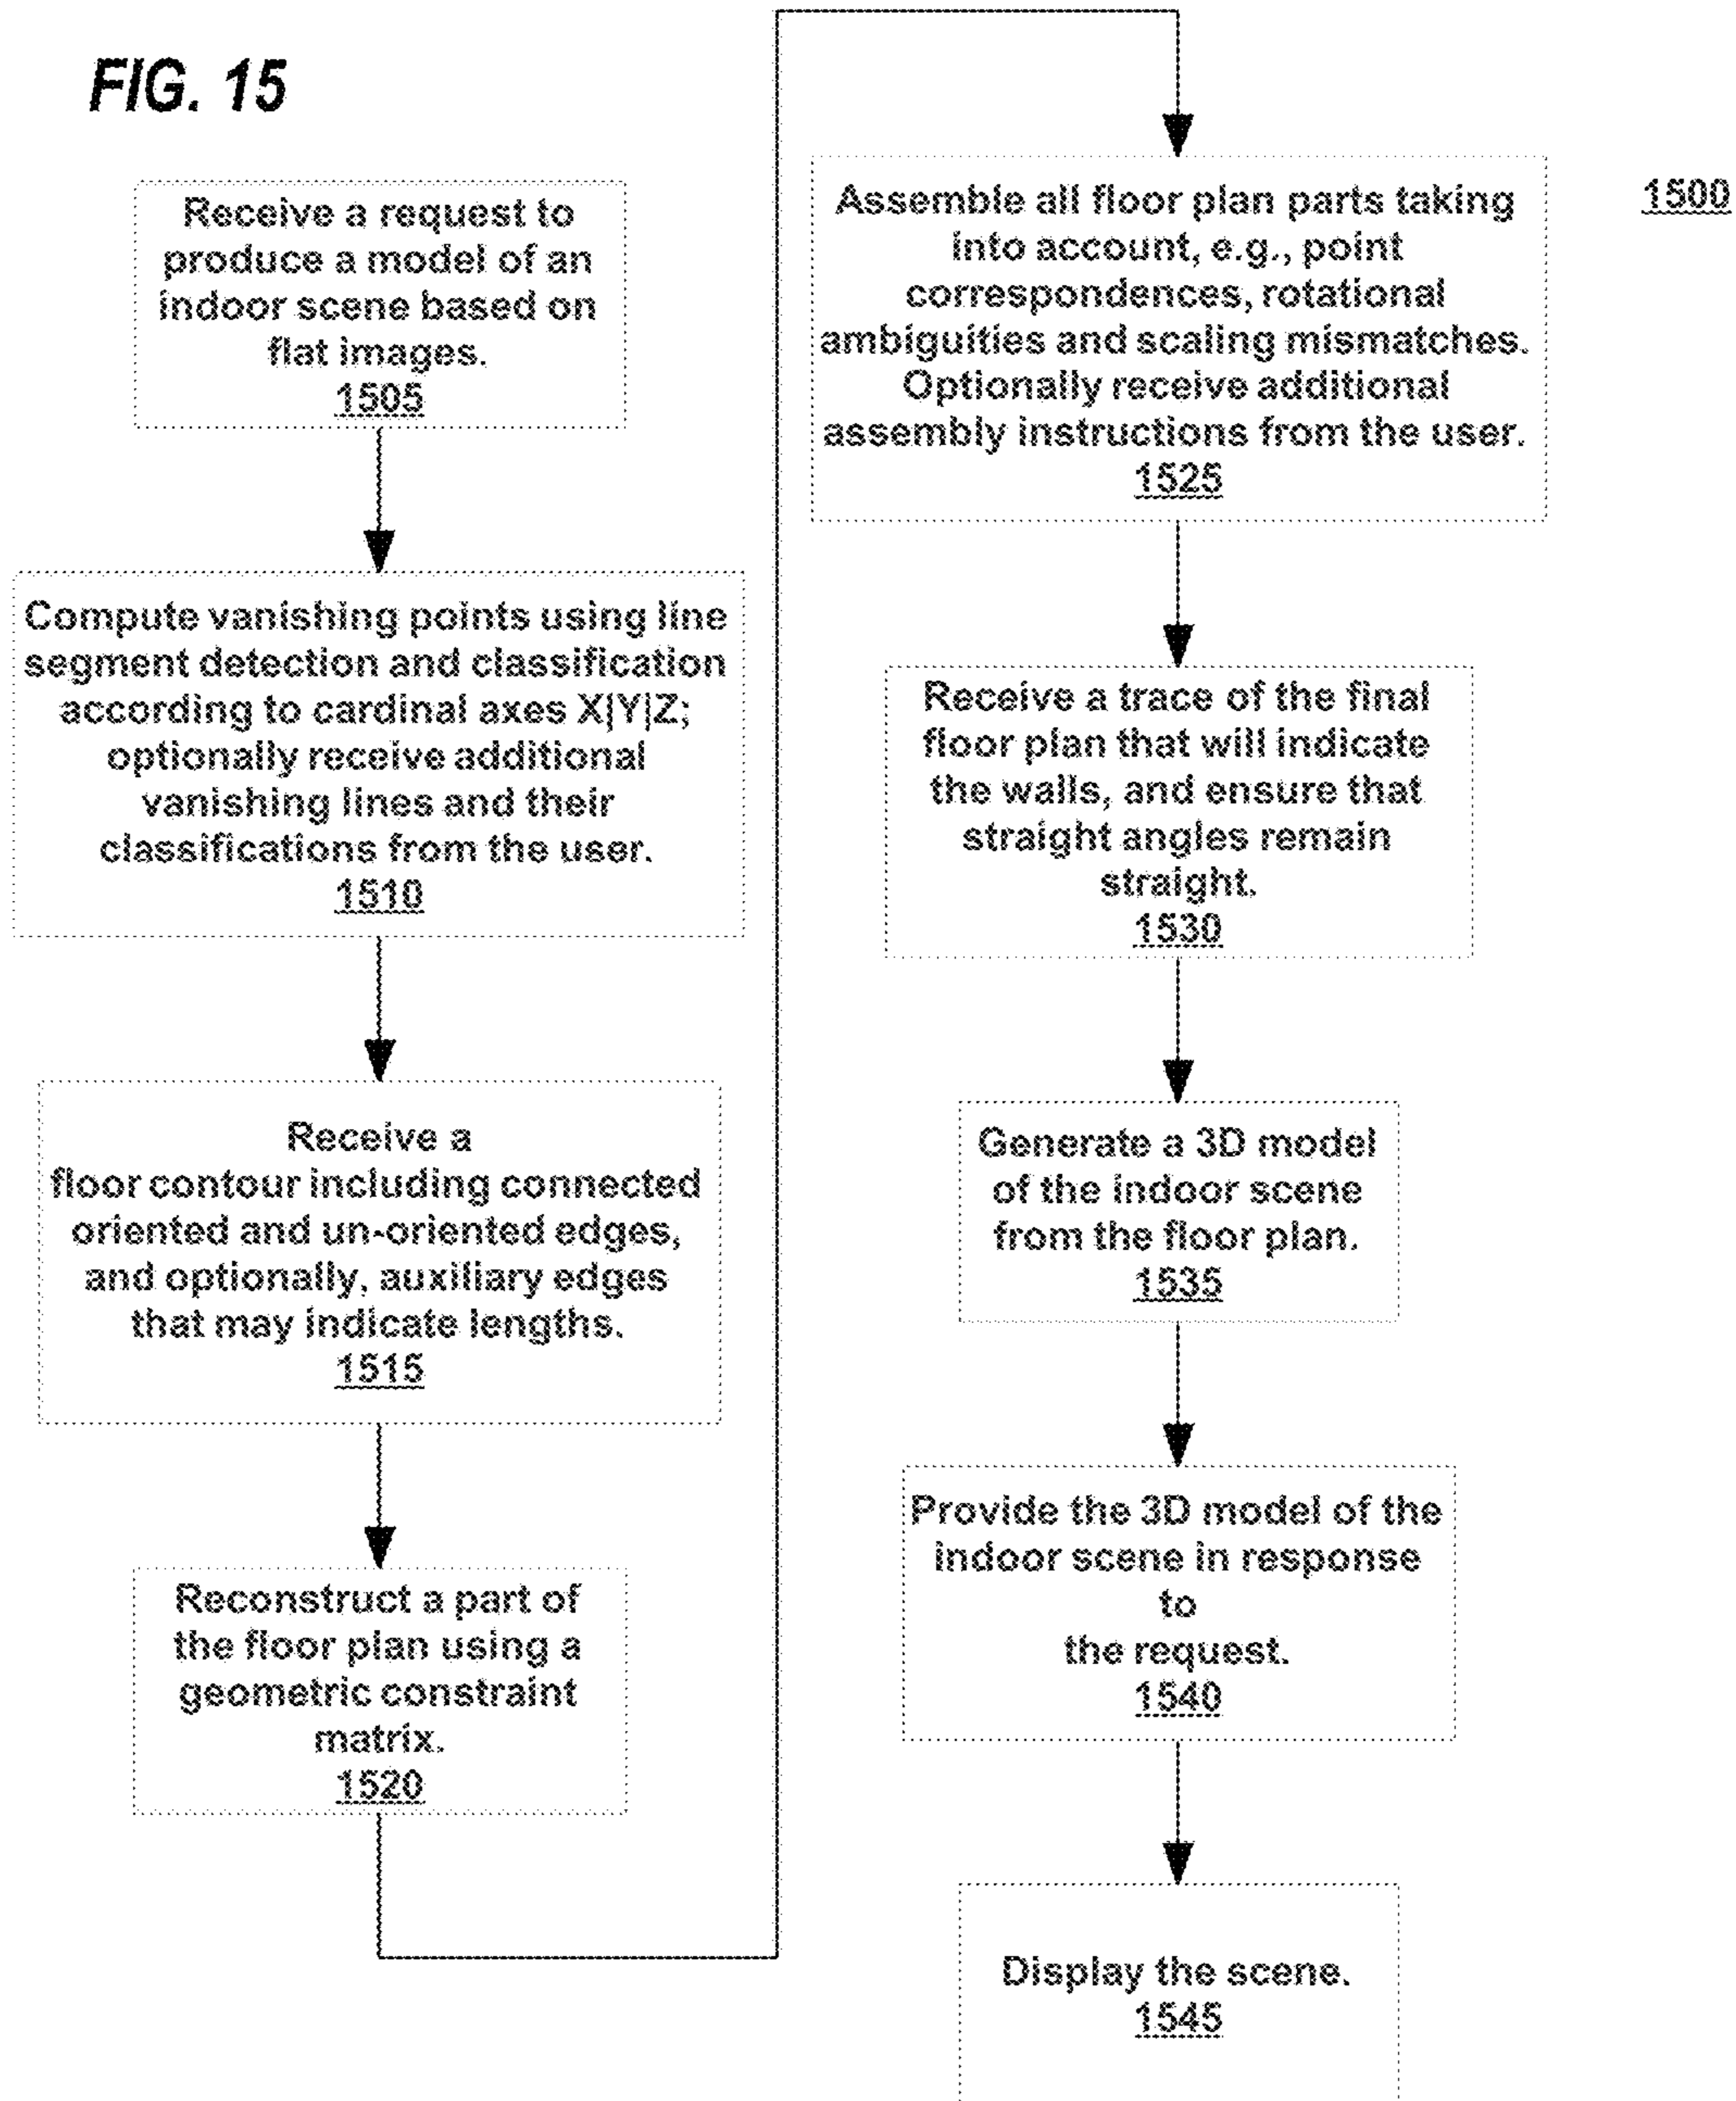 FIG. 15
Receive a request to
produce a model of an
indoor scene based on
flat images.
1505
Compute vanishing points using line
segment detection and classification
according to cardinal axes X|Y|Z;
optionally receive additional
vanishing lines and their
classifications from the user.
1510
Receive a
floor contour including connected
oriented and un-oriented edges,
and optionally, auxiliary edges
that may indicate lengths.
1515
Reconstruct a part of
the floor plan using a
geometric constraint
matrix.
1520
1500
Assemble all floor plan parts taking
into account, e.g., point
correspondences, rotational
ambiguities and scaling mismatches.
Optionally receive additional
assembly instructions from the user.
1525
Receive a trace of the final
floor plan that will indicate
the walls, and ensure that
straight angles remain
straight.
1530
Generate a 3D model
of the indoor scene
from the floor plan.
1535
Provide the 3D model of the
indoor scene in response
to
the request.
1540
Display the scene.
1545